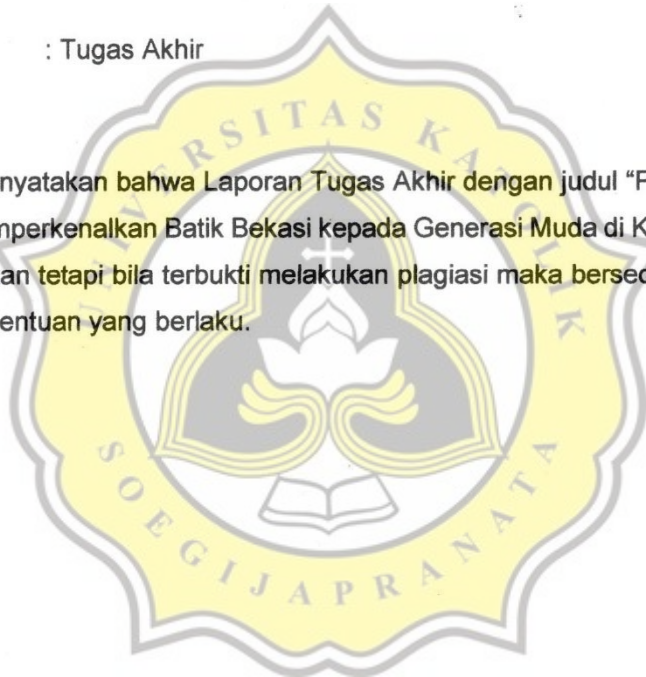 : Tugas Akhir
nyatakan bahwa Laporan Tugas Akhir dengan judul “P
nperkenalkan Batik Bekasi kepada Generasi Muda di K
an tetapi bila terbukti melakukan plagiasi maka bersed
entuan yang berlaku.
UNIVERSITAS KATOLIK
SOEGIJAPRANATA